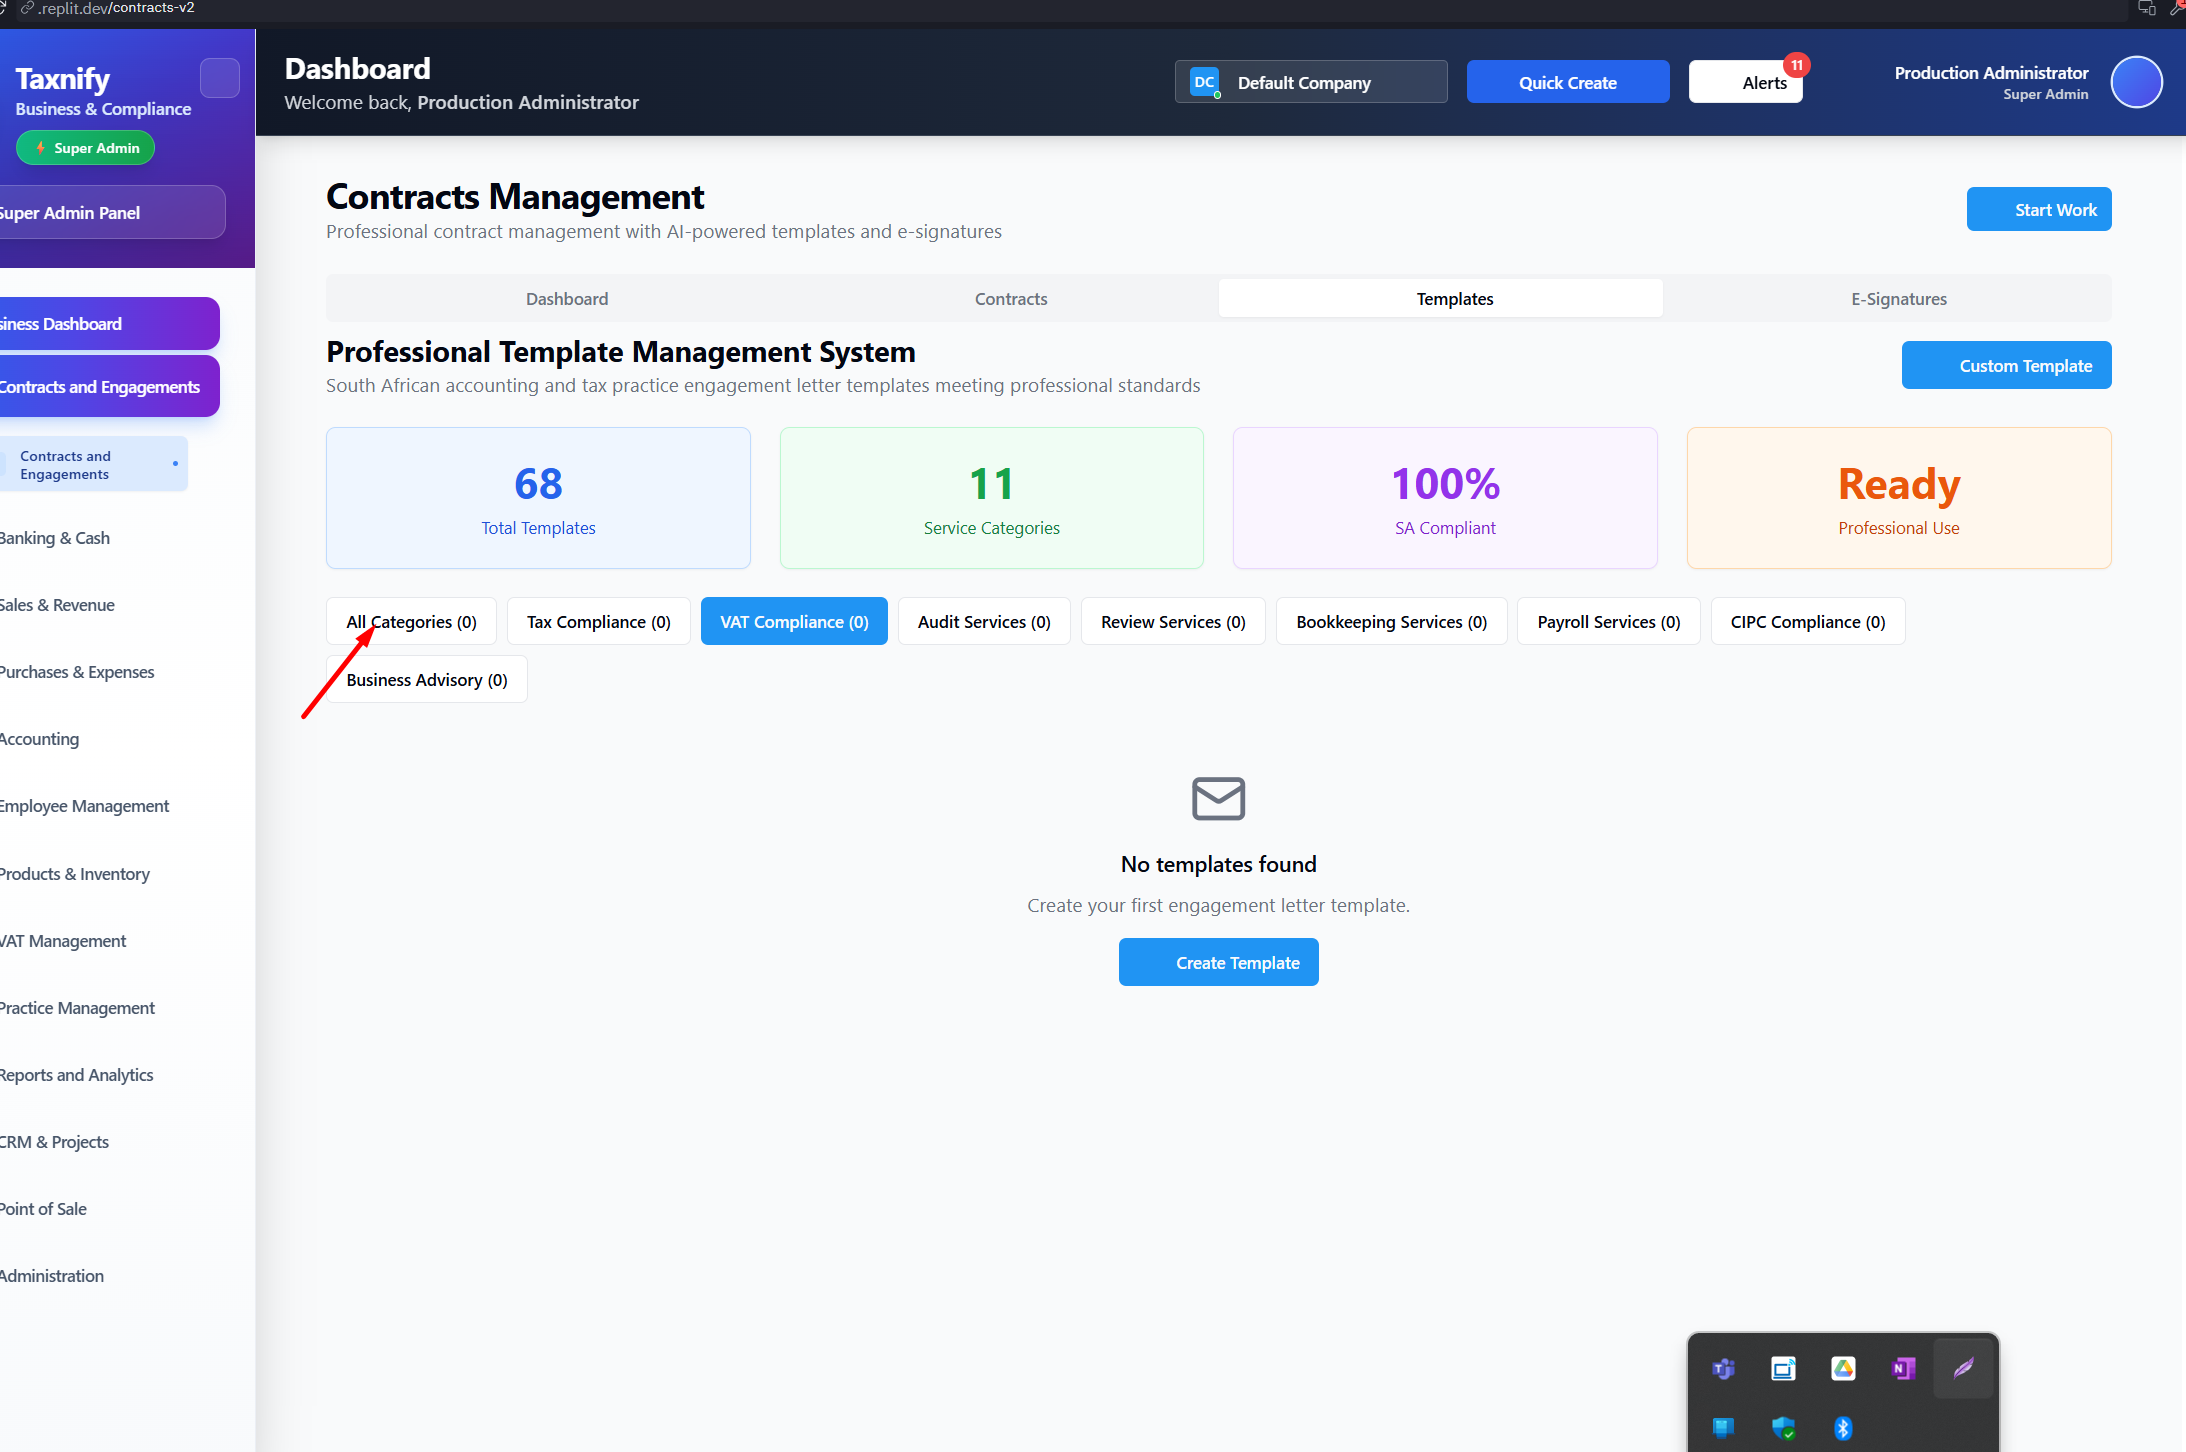 .replit.dev/contracts-v2
Taxnify
Business & Compliance
Super Admin
Super Admin Panel
siness Dashboard
Contracts and Engagements
Contracts and
Engagements
Banking & Cash
Sales & Revenue
Purchases & Expenses
Accounting
Employee Management
Products & Inventory
VAT Management
Practice Management
Reports and Analytics
CRM & Projects
Point of Sale
Administration
Dashboard
Welcome back, Production Administrator
DC Default Company
Quick Create
Alerts
11
Production Administrator
Super Admin
Contracts Management
Professional contract management with AI-powered templates and e-signatures
Start Work
Dashboard Contracts Templates E-Signatures
Professional Template Management System
South African accounting and tax practice engagement letter templates meeting professional standards
Custom Template
68
Total Templates
11
Service Categories
100%
SA Compliant
Ready
Professional Use
All Categories (0) Tax Compliance (0) VAT Compliance (0) Audit Services (0) Review Services (0) Bookkeeping Services (0) Payroll Services (0) CIPC Compliance (0)
Business Advisory (0)
No templates found
Create your first engagement letter template.
Create Template